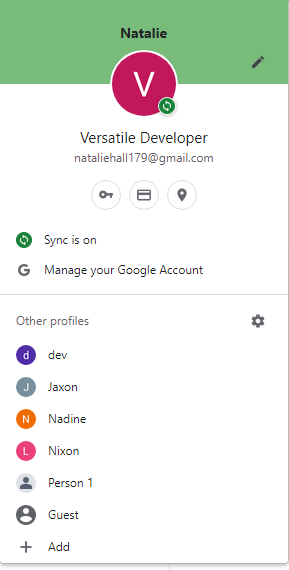 Natalie
V
Versatile Developer
nataliehall179@gmail.com
Sync is on
G Manage your Google Account
Other profiles
d dev
J Jaxon
N Nadine
L Nixon
Person 1
Guest
Add